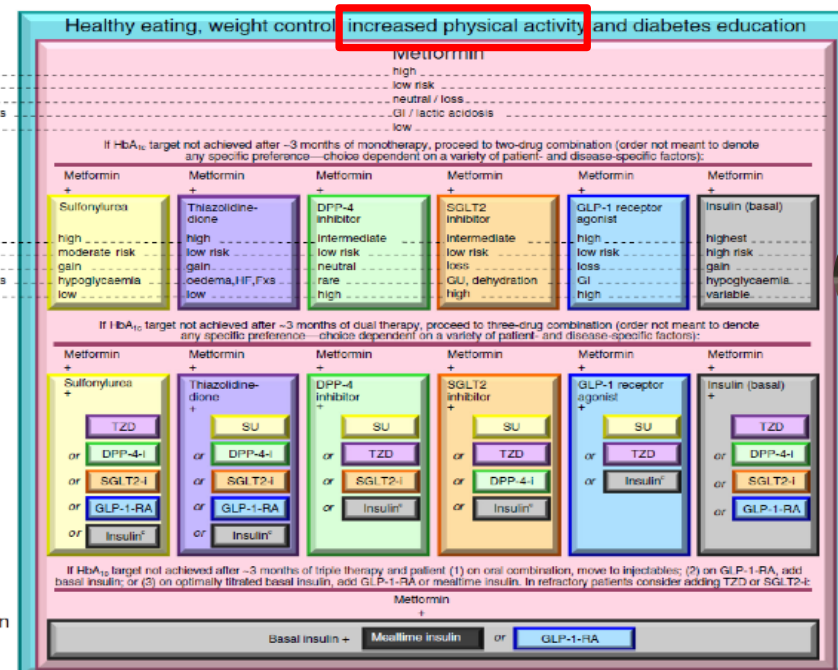 Healthy eating, weight control, increased physical activity and diabetes education
Metformin
high
low risk
neutral / loss
GI / lactic acidosis
low
If HbA1c target not achieved after ~3 months of monotherapy, proceed to two-drug combination (order not meant to denote
any specific preference—choice dependent on a variety of patient- and disease-specific factors):
Metformin Metformin Metformin Metformin Metformin Metformin
+ + + + + +
Sulfonylurea Thiazolidine- DPP-4 SGLT2 GLP-1 receptor Insulin (basal)
dione inhibitor inhibitor agonist
high high intermediate intermediate high highest
moderate risk low risk low risk low risk low risk high risk
gain gain neutral loss loss gain
hypoglycaemia oedema,HF,Fxs rare GU, dehydration GI hypoglycaemia
low low high high high variable
If HbA1c target not achieved after ~3 months of dual therapy, proceed to three-drug combination (order not meant to denote
any specific preference—choice dependent on a variety of patient- and disease-specific factors):
Metformin Metformin Metformin Metformin Metformin Metformin
+ + + + + +
Sulfonylurea Thiazolidine- DPP-4 SGLT2 GLP-1 receptor Insulin (basal)
+ dione inhibitor inhibitor agonist +
+ + + +
TZD SU SU SU SU TZD
or DPP-4-I or DPP-4-I or TZD or TZD or TZD or DPP-4-I
or SGLT2-I or SGLT2-I or SGLT2-I or DPP-4-I or Insulinc or SGLT2-I
or GLP-1-RA or GLP-1-RA or Insulinc or Insulinc or GLP-1-RA
or Insulinc or Insulinc
If HbA1c target not achieved after ~3 months of triple therapy and patient (1) on oral combination, move to injectables; (2) on GLP-1-RA, add
basal insulin; or (3) on optimally titrated basal insulin, add GLP-1-RA or mealtime insulin. In refractory patients consider adding TZD or SGLT2-I:
Metformin
+
Basal insulin + Mealtime insulin or GLP-1-RA